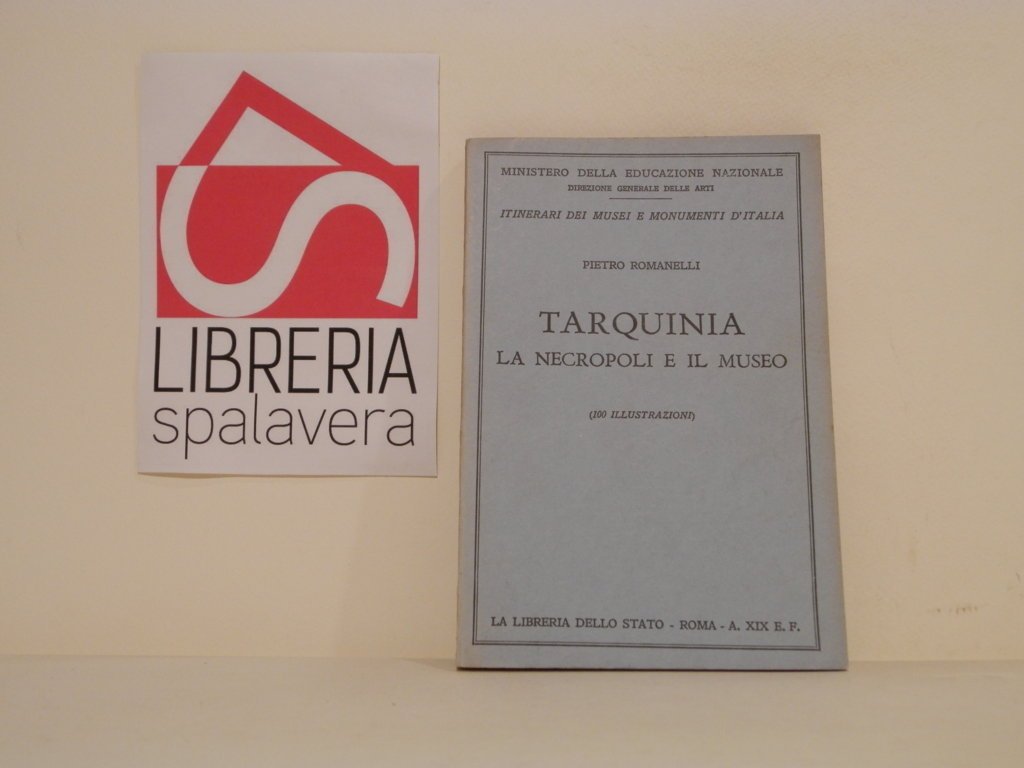 LIBRERIA
spalavera
MINISTERO DELLA EDUCAZIONE NAZIONALE
DIREZIONE GENERALE DELLE ARTI
ITINERARI DEI MUSEI E MONUMENTI D'ITALIA
PIETRO ROMANELLI
TARQUINIA
LA NECROPOLI E IL MUSEO
(100 ILLUSTRAZIONI)
LA LIBRERIA DELLO STATO - ROMA - A. XIX E. F.